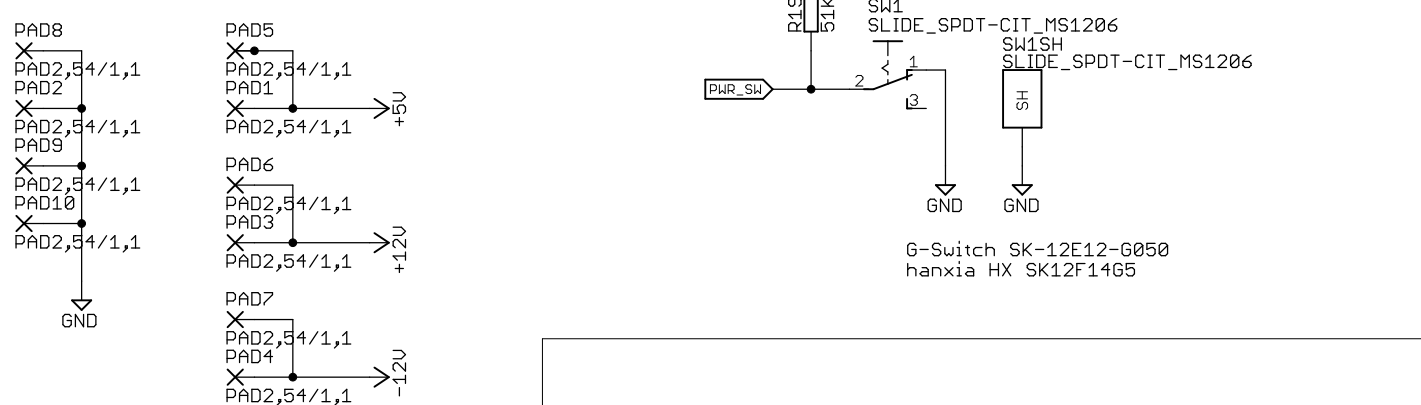 PAD8
PAD2,54/1,1
PAD2
PAD2,54/1,1
PAD9
PAD2,54/1,1
PAD10
PAD2,54/1,1
GND
PAD5
PAD2,54/1,1
PAD1
PAD2,54/1,1
+5V
PAD6
PAD2,54/1,1
PAD3
PAD2,54/1,1
+12V
PAD7
PAD2,54/1,1
PAD4
PAD2,54/1,1
-12V
51K
SW1
SLIDE_SPDT-CIT_MS1206
PWR_SW
2
1
3
GND
SW1SH
SLIDE_SPDT-CIT_MS1206
SH
GND
G-Switch SK-12E12-G050
hanxia HX SK12F14G5